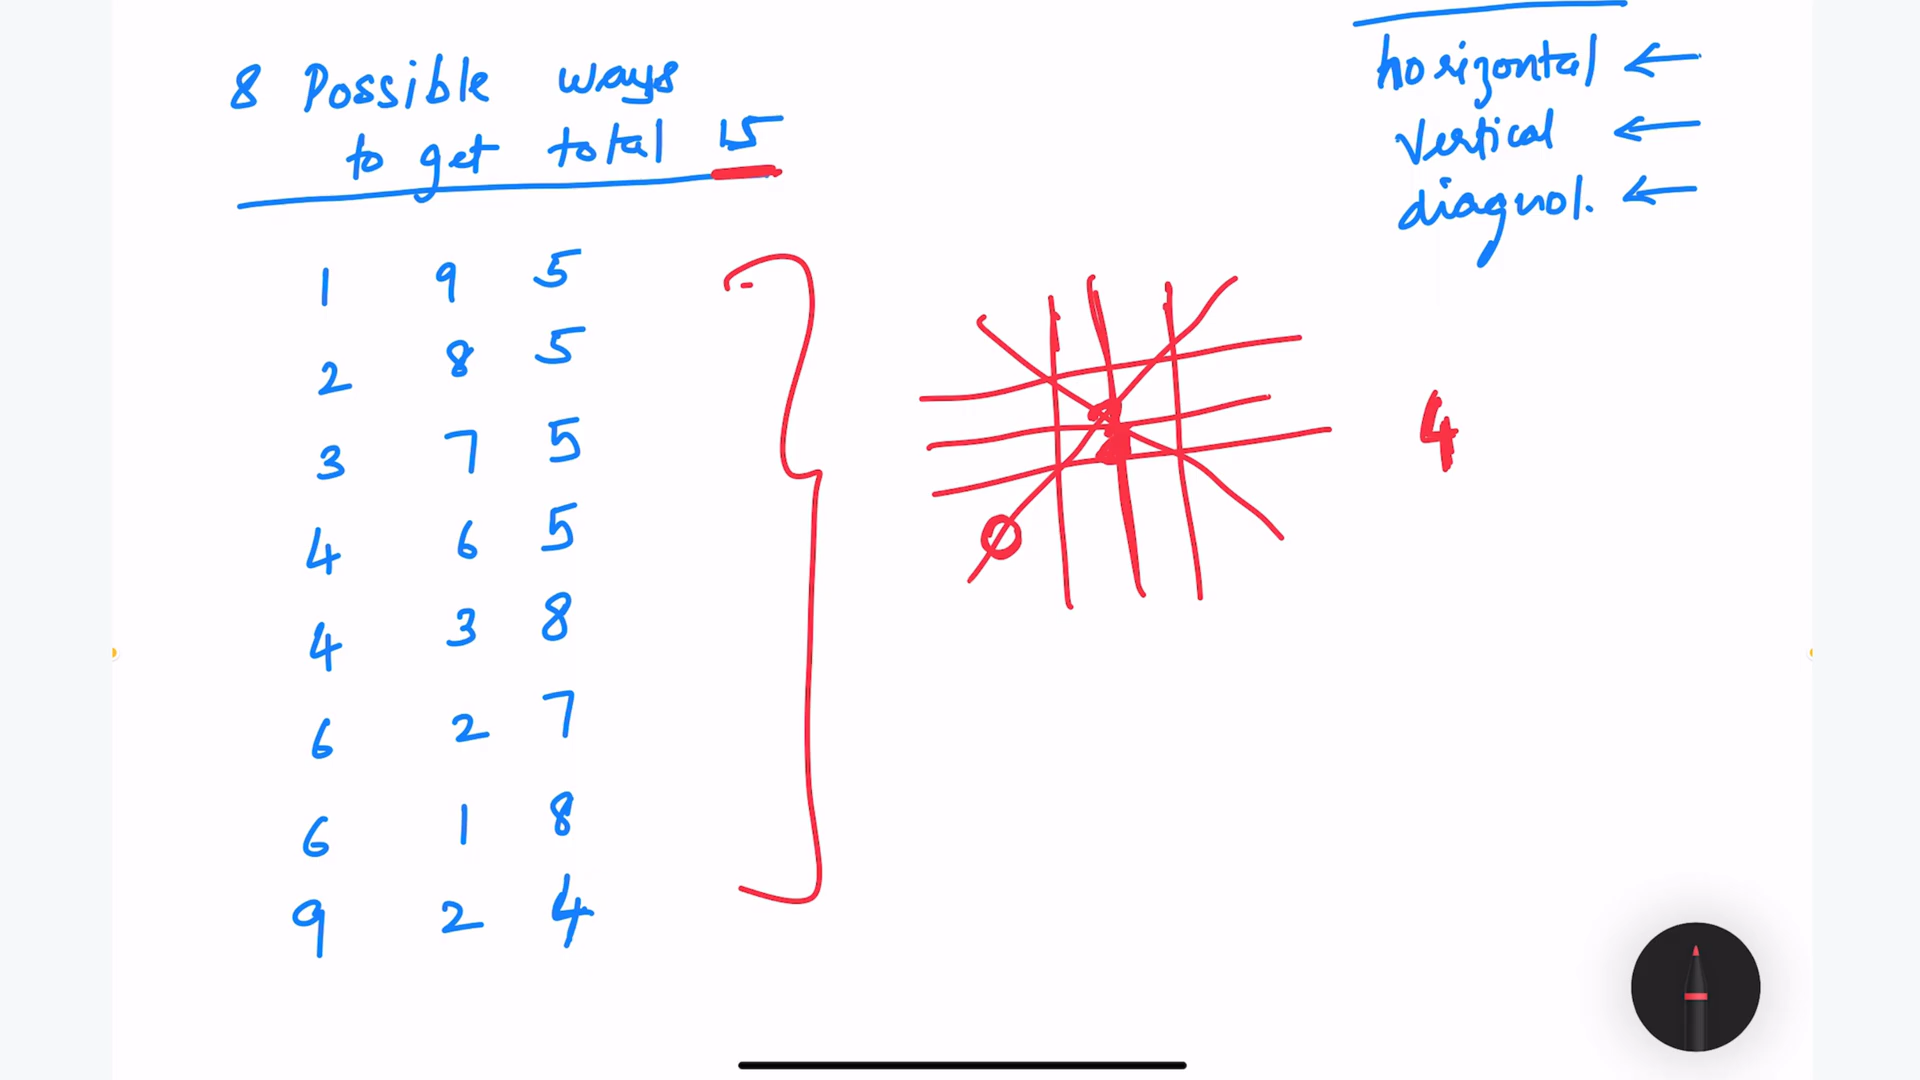 8 Possible ways
to get total 15
horizontal ←
vertical ←
diagnol. ←
1 9 5
2 8 5
3 7 5
4 6 5
4 3 8
6 2 7
6 1 8
9 2 4
4